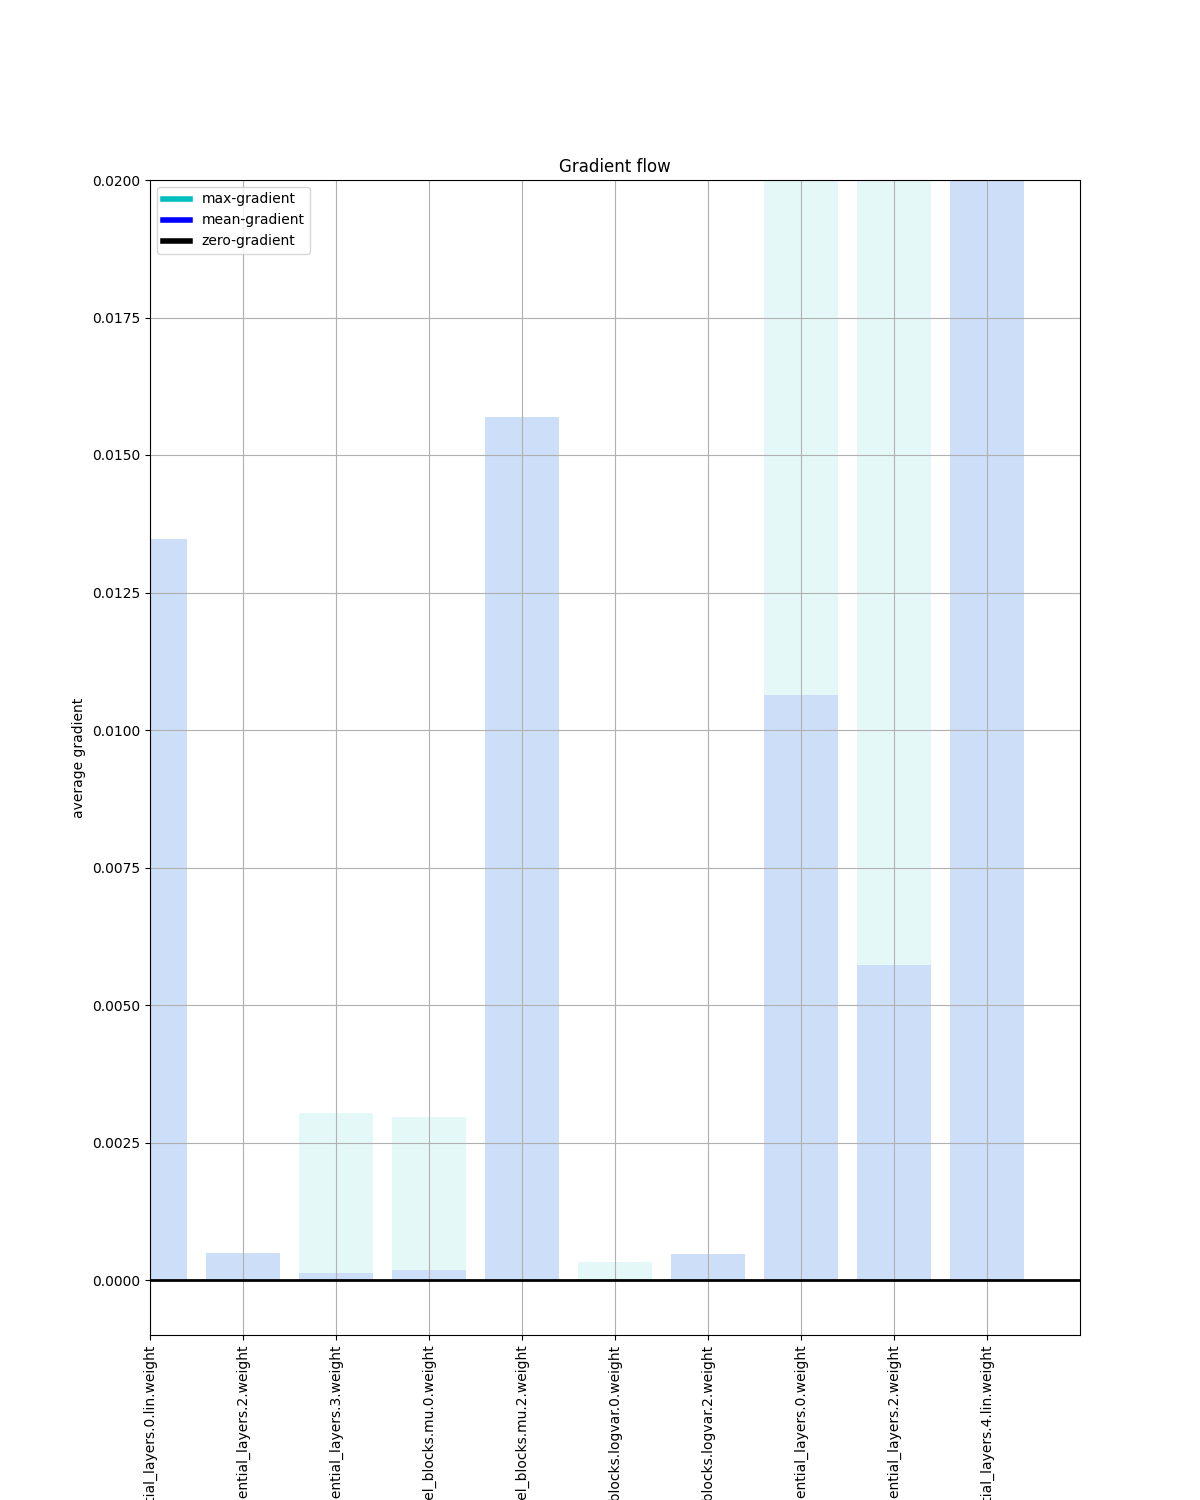 Gradient flow
max-gradient
mean-gradient
zero-gradient
0.0200
0.0175
0.0150
0.0125
0.0100
0.0075
0.0050
0.0025
0.0000
average gradient
tial_layers.0.lin.weight
ential_layers.2.weight
ential_layers.3.weight
el_blocks.mu.0.weight
el_blocks.mu.2.weight
blocks.logvar.0.weight
blocks.logvar.2.weight
ential_layers.0.weight
ential_layers.2.weight
tial_layers.4.lin.weight